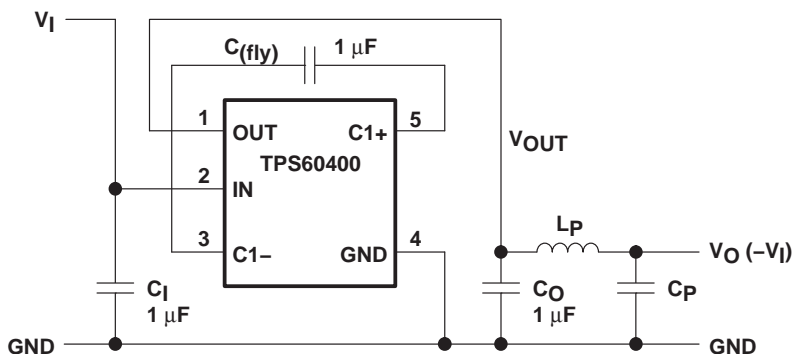 VI
C(fly) 1 μF
1 OUT C1+ 5
TPS60400
VOUT
2 IN
LP
3 C1− GND 4
VO (−VI)
CI
1 μF
CO
1 μF
CP
GND GND